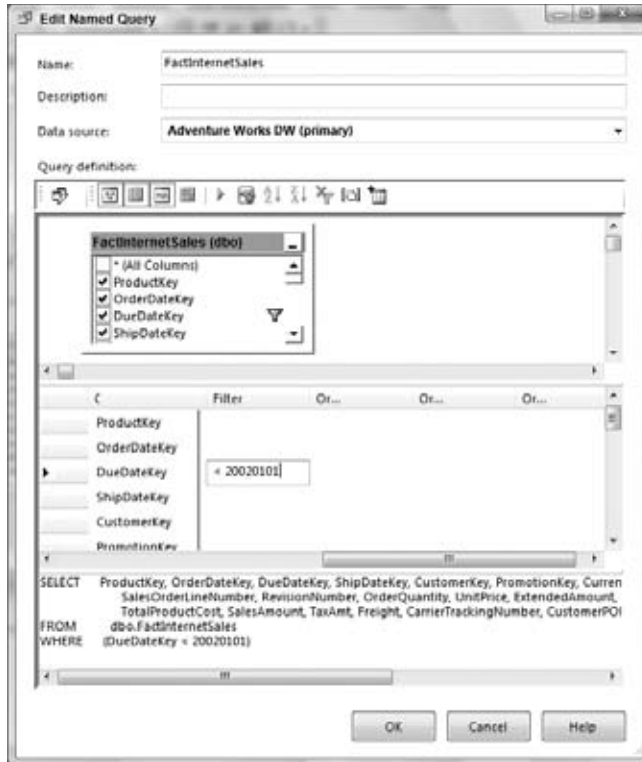 Edit Named Query
Name: FactInternetSales
Description:
Data source: Adventure Works DW (primary)
Query definition:
FactInternetSales (dbo)
* (All Columns)
ProductKey
OrderDateKey
DueDateKey
ShipDateKey
C Filter Or... Or... Or...
ProductKey
OrderDateKey
DueDateKey < 20020101
ShipDateKey
CustomerKey
PromotionKey
SELECT ProductKey, OrderDateKey, DueDateKey, ShipDateKey, CustomerKey, PromotionKey, Curren
SalesOrderLineNumber, RevisionNumber, OrderQuantity, UnitPrice, ExtendedAmount,
TotalProductCost, SalesAmount, TaxAmt, Freight, CarrierTrackingNumber, CustomerPO
FROM dbo.FactInternetSales
WHERE (DueDateKey < 20020101)
OK Cancel Help